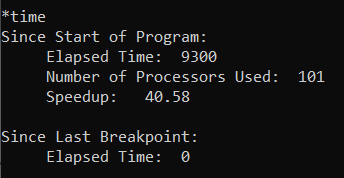 *time
Since Start of Program:
Elapsed Time:  9300
Number of Processors Used:  101
Speedup:   40.58
Since Last Breakpoint:
Elapsed Time:  0